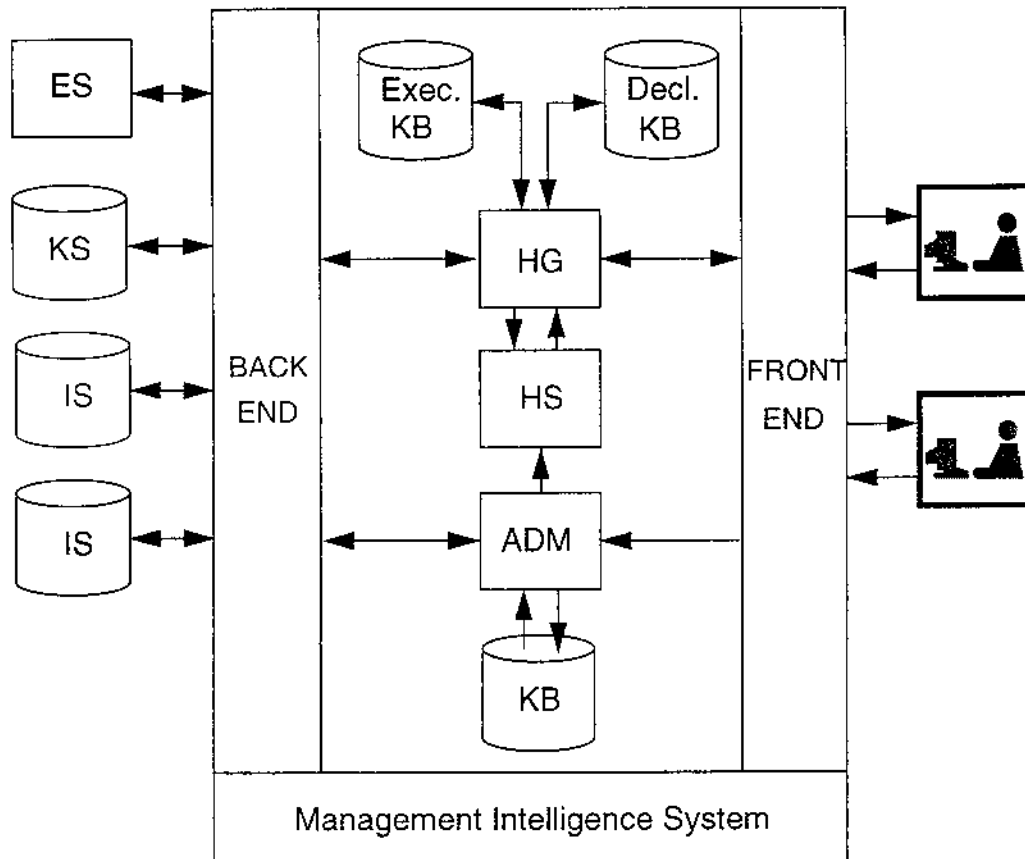 ES
KS
IS
IS
BACK
END
Exec.
KB
Decl.
KB
HG
HS
ADM
KB
FRONT
END
Management Intelligence System